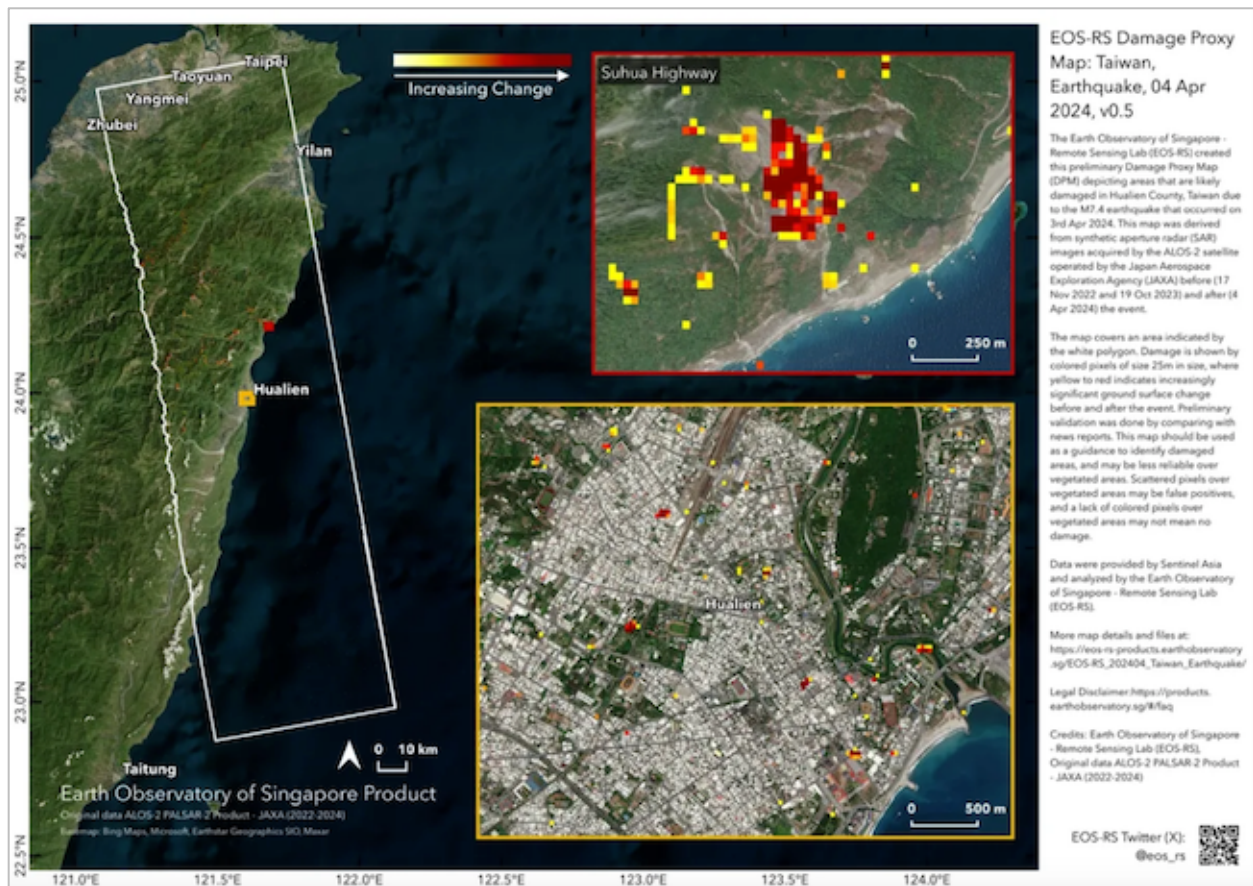 EOS-RS Damage Proxy
Map: Taiwan,
Earthquake, 04 Apr
2024, v0.5
The Earth Observatory of Singapore -
Remote Sensing Lab (EOS-RS) created
this preliminary Damage Proxy Map
(DPM) depicting areas that are likely
damaged in Hualien County, Taiwan due
to the M7.4 earthquake that occurred on
3rd Apr 2024. This map was derived
from synthetic aperture radar (SAR)
images acquired by the ALOS-2 satellite
operated by the Japan Aerospace
Exploration Agency (JAXA) before (17
Nov 2022 and 19 Oct 2023) and after (4
Apr 2024) the event.
The map covers an area indicated by
the white polygon. Damage is shown by
colored pixels of size 25m in size, where
yellow to red indicates increasingly
significant ground surface change
before and after the event. Preliminary
validation was done by comparing with
news reports. This map should be used
as a guidance to identify damaged
areas, and may be less reliable over
vegetated areas. Scattered pixels over
vegetated areas may be false positives,
and a lack of colored pixels over
vegetated areas may not mean no
damage.
Data were provided by Sentinel Asia
and analyzed by the Earth Observatory
of Singapore - Remote Sensing Lab
(EOS-RS).
More map details and files at:
https://eos-rs-products.earthobservatory
.sg/EOS-RS_202404_Taiwan_Earthquake/
Legal Disclaimer:https://products.
earthobservatory.sg/#/faq
Credits: Earth Observatory of Singapore
- Remote Sensing Lab (EOS-RS),
Original data ALOS-2 PALSAR-2 Product
- JAXA (2022-2024)
EOS-RS Twitter (X):
@eos_rs
Increasing Change
Suhua Highway
0 250 m
Taipei
Taoyuan
Yangmei
Zhubei
Yilan
Hualien
Hualien
0 500 m
0 10 km
Taitung
Earth Observatory of Singapore Product
Original data ALOS-2 PALSAR-2 Product - JAXA (2022-2024)
Basemap: Bing Maps, Microsoft, Earthstar Geographics SIO, Maxar
25.0°N
24.5°N
24.0°N
23.5°N
23.0°N
22.5°N
121.0°E 121.5°E 122.0°E 122.5°E 123.0°E 123.5°E 124.0°E